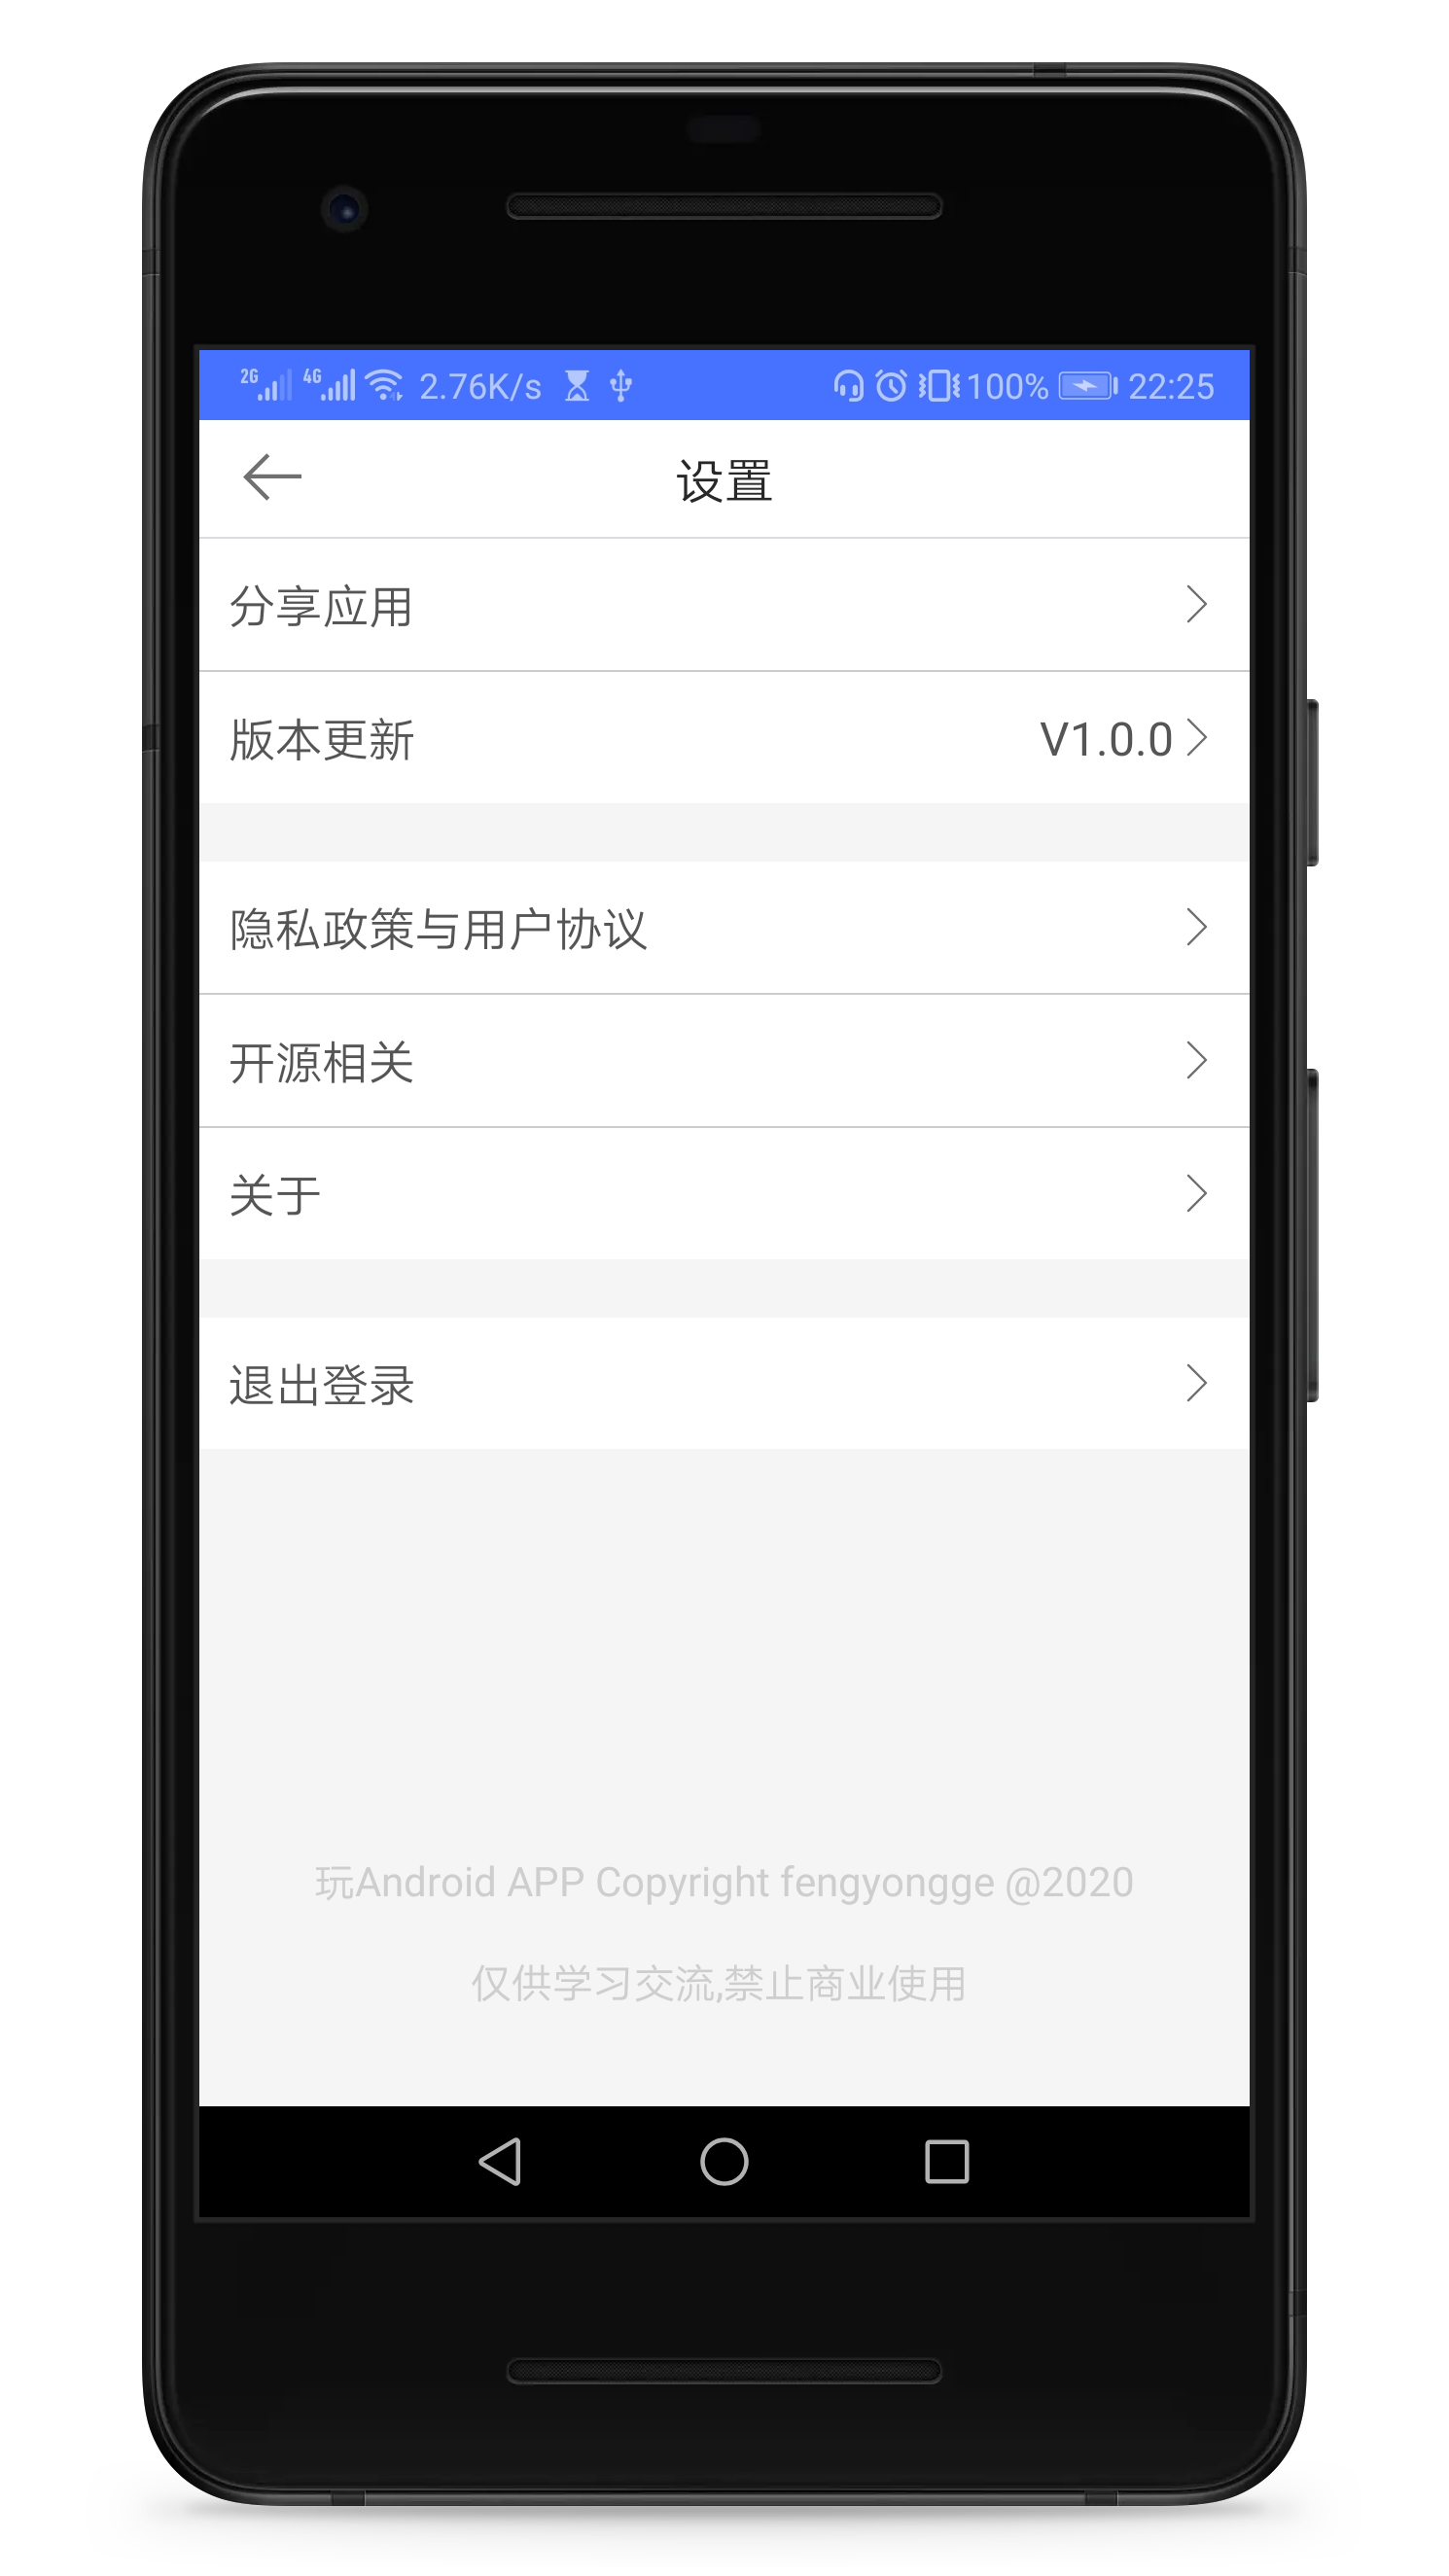 2G 4G 2.76K/s 100% 22:25
设置
分享应用
版本更新 V1.0.0
隐私政策与用户协议
开源相关
关于
退出登录
玩Android APP Copyright fengyongge @2020
仅供学习交流,禁止商业使用